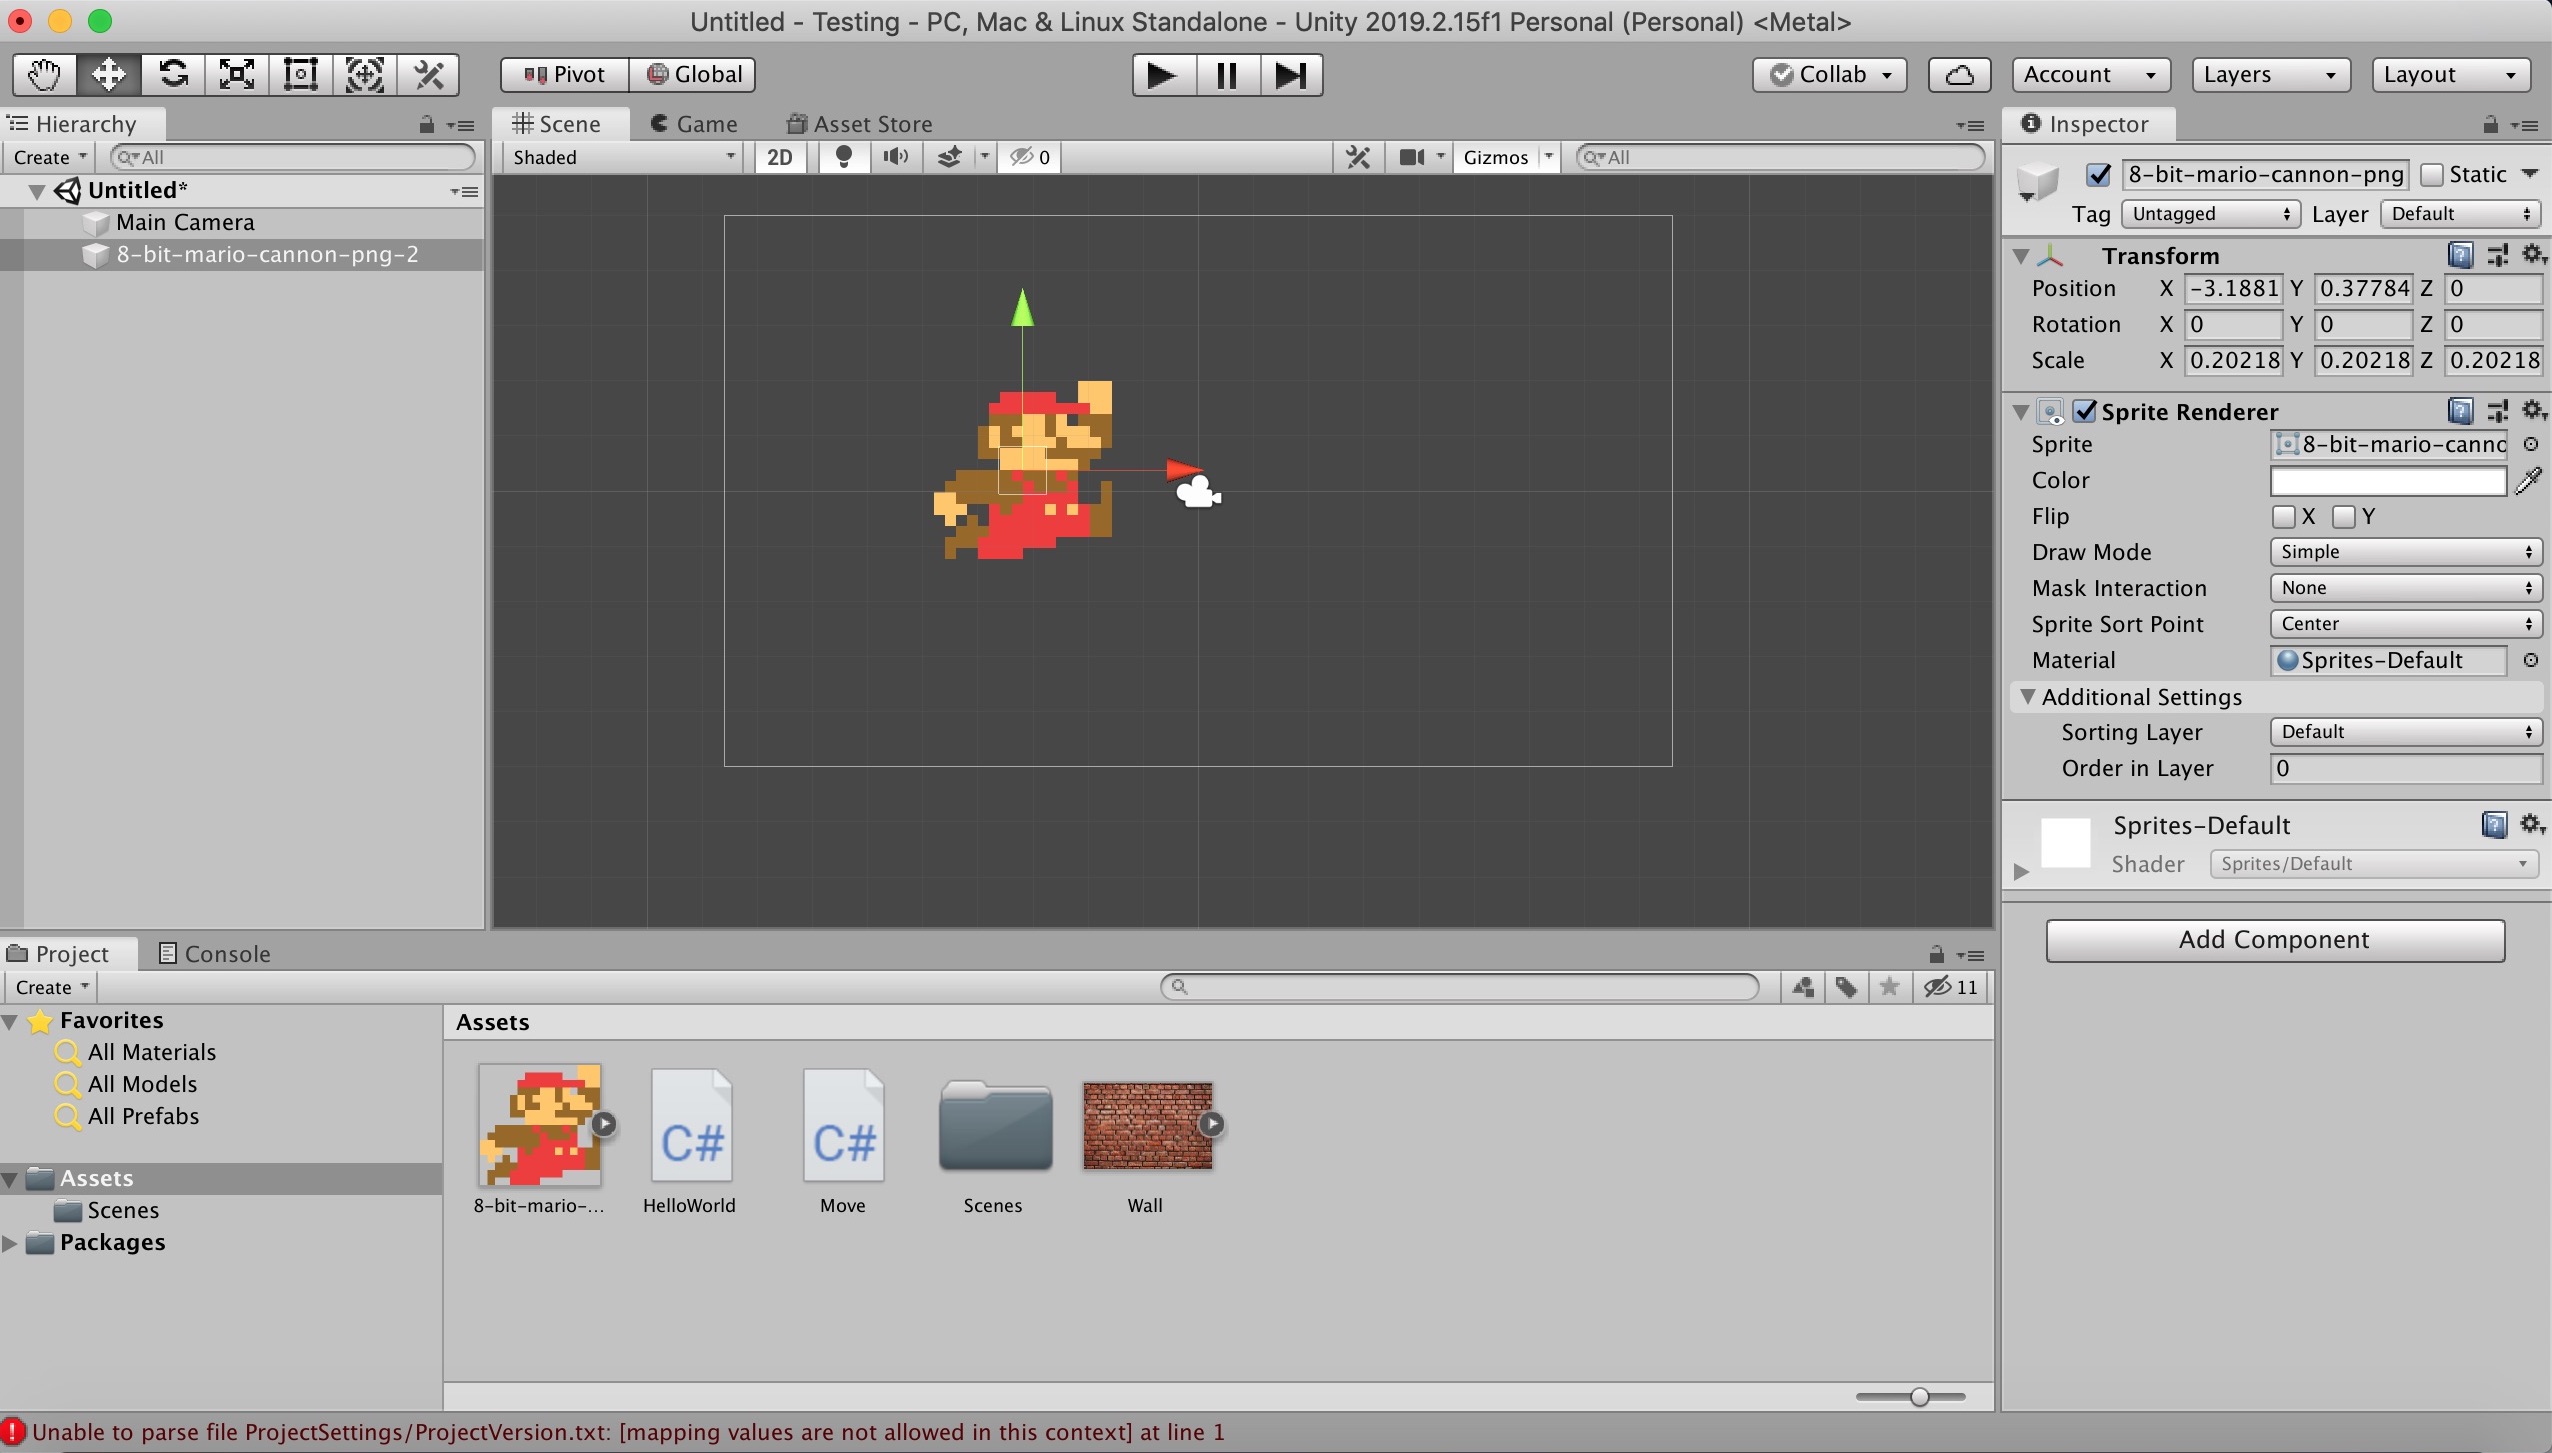 Untitled - Testing - PC, Mac & Linux Standalone - Unity 2019.2.15f1 Personal (Personal) <Metal>
Pivot Global Collab Account Layers Layout
Hierarchy
Create All
Untitled*
Main Camera
8-bit-mario-cannon-png-2
Scene Game Asset Store
Shaded 2D 0 Gizmos All
Inspector
8-bit-mario-cannon-png Static
Tag Untagged Layer Default
Transform
Position X -3.1881 Y 0.37784 Z 0
Rotation X 0 Y 0 Z 0
Scale X 0.20218 Y 0.20218 Z 0.20218
Sprite Renderer
Sprite 8-bit-mario-canno
Color
Flip X Y
Draw Mode Simple
Mask Interaction None
Sprite Sort Point Center
Material Sprites-Default
Additional Settings
Sorting Layer Default
Order in Layer 0
Sprites-Default
Shader Sprites/Default
Add Component
Project Console
Create 11
Favorites
All Materials
All Models
All Prefabs
Assets
Scenes
Packages
Assets
C# C#
8-bit-mario-... HelloWorld Move Scenes Wall
Unable to parse file ProjectSettings/ProjectVersion.txt: [mapping values are not allowed in this context] at line 1